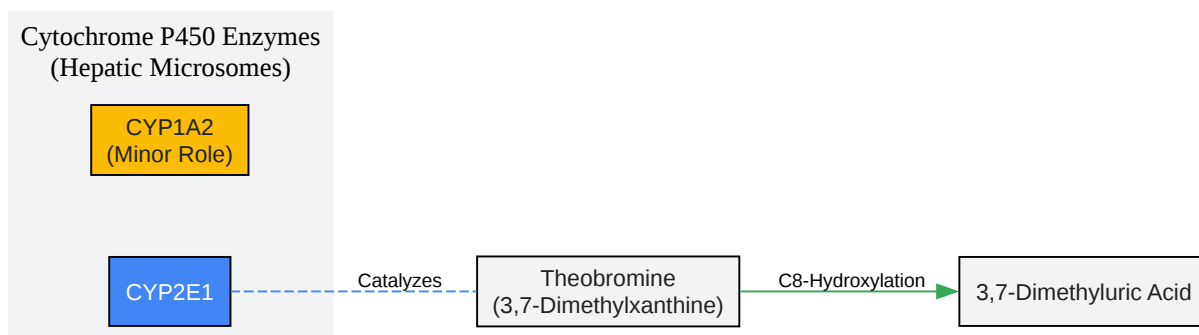 Cytochrome P450 Enzymes
(Hepatic Microsomes)
CYP1A2
(Minor Role)
CYP2E1
Catalyzes
Theobromine
(3,7-Dimethylxanthine)
C8-Hydroxylation
3,7-Dimethyluric Acid